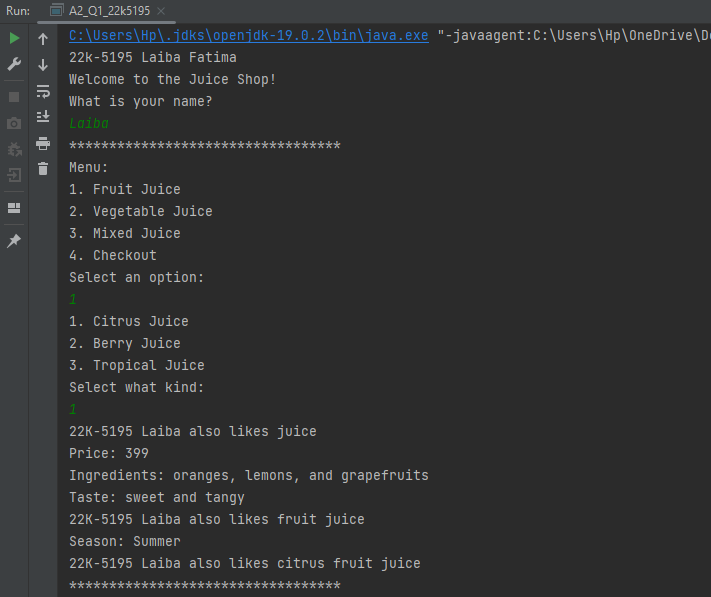 Run: A2_Q1_22k5195
C:\Users\Hp\.jdks\openjdk-19.0.2\bin\java.exe "-javaagent:C:\Users\Hp\OneDrive\De
22k-5195 Laiba Fatima
Welcome to the Juice Shop!
What is your name?
Laiba
**********************************
Menu:
1. Fruit Juice
2. Vegetable Juice
3. Mixed Juice
4. Checkout
Select an option:
1
1. Citrus Juice
2. Berry Juice
3. Tropical Juice
Select what kind:
1
22K-5195 Laiba also likes juice
Price: 399
Ingredients: oranges, lemons, and grapefruits
Taste: sweet and tangy
22K-5195 Laiba also likes fruit juice
Season: Summer
22K-5195 Laiba also likes citrus fruit juice
**********************************